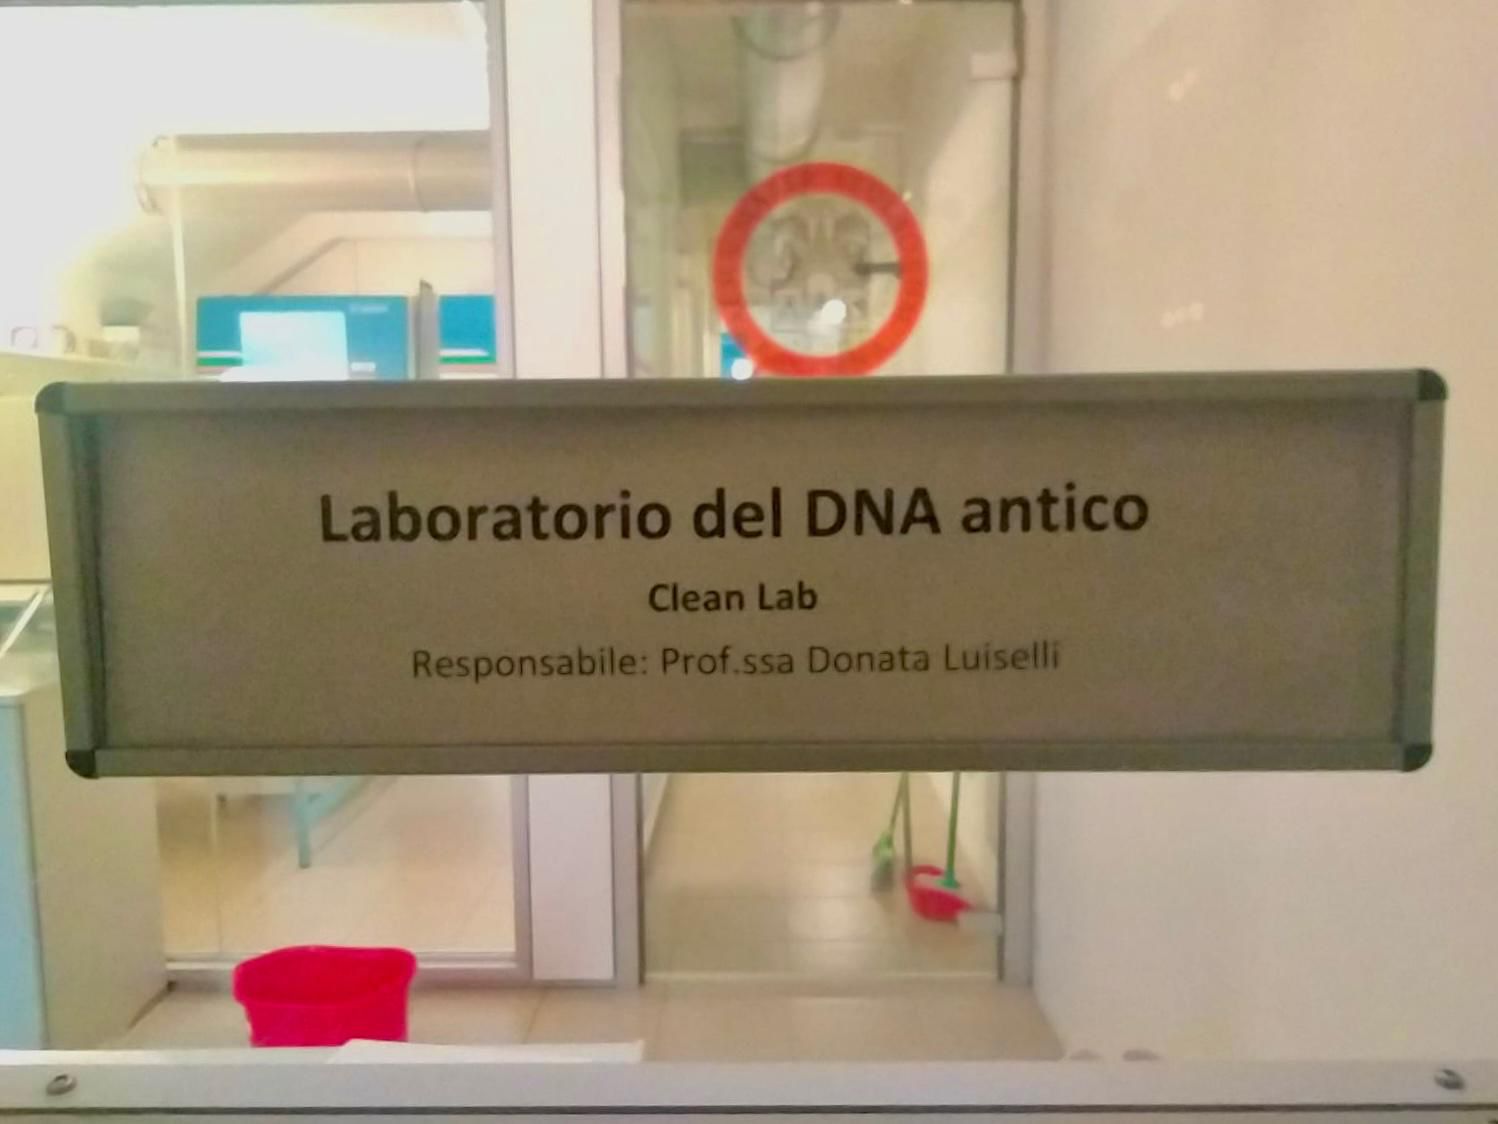 Laboratorio del DNA antico
Clean Lab
Responsabile: Prof.ssa Donata Luiselli